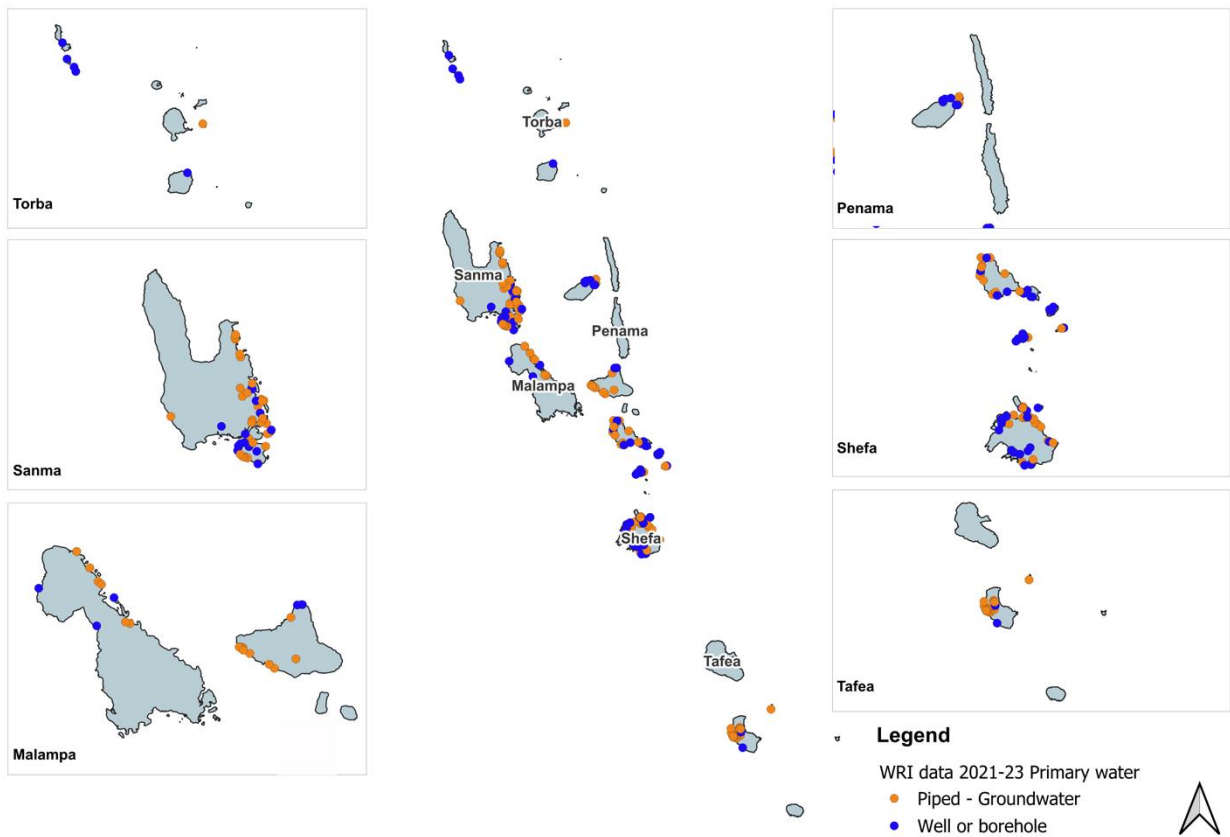 Torba
Torba
Penama
Sanma
Penama
Malampa
Sanma
Shefa
Shefa
Tafea
Tafea
Malampa
Legend
WRI data 2021-23 Primary water
Piped - Groundwater
Well or borehole